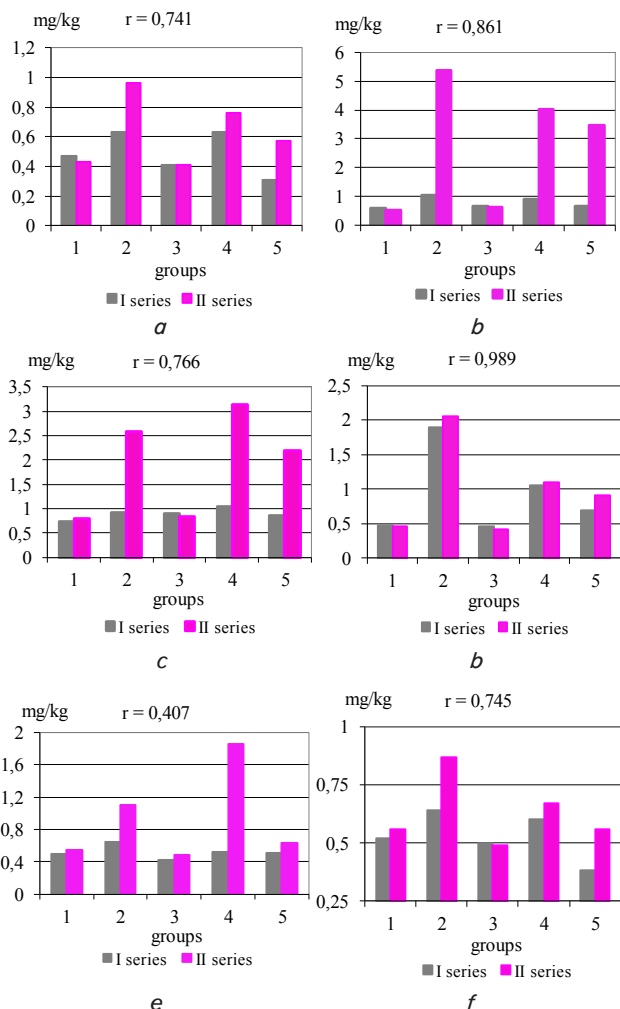 mg/kg r = 0,741
1,2
1
0,8
0,6
0,4
0,2
0
1 2 3 4 5
groups
I series II series
a
mg/kg r = 0,861
6
5
4
3
2
1
0
1 2 3 4 5
groups
I series II series
b
mg/kg r = 0,766
3,5
3
2,5
2
1,5
1
0,5
0
1 2 3 4 5
groups
I series II series
c
mg/kg r = 0,989
2,5
2
1,5
1
0,5
0
1 2 3 4 5
groups
I series II series
b
mg/kg r = 0,407
2
1,6
1,2
0,8
0,4
0
1 2 3 4 5
groups
I series II series
e
mg/kg r = 0,745
1
0,75
0,5
0,25
1 2 3 4 5
groups
I series II series
f